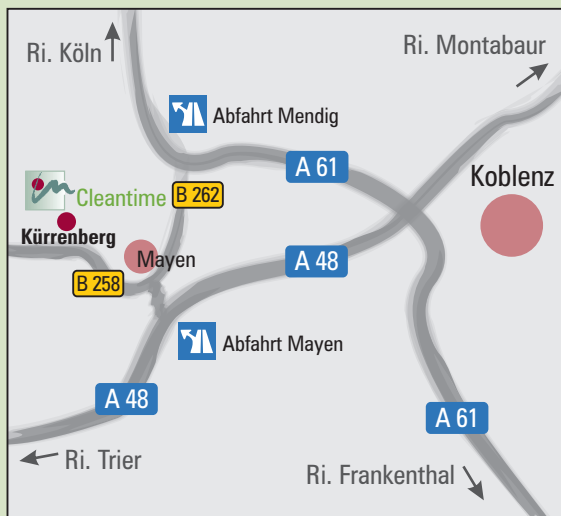 Ri. Köln
Ri. Montabaur
Abfahrt Mendig
A 61
Koblenz
Cleantime
B 262
Kürrenberg
Mayen
A 48
B 258
Abfahrt Mayen
A 48
A 61
Ri. Trier
Ri. Frankenthal